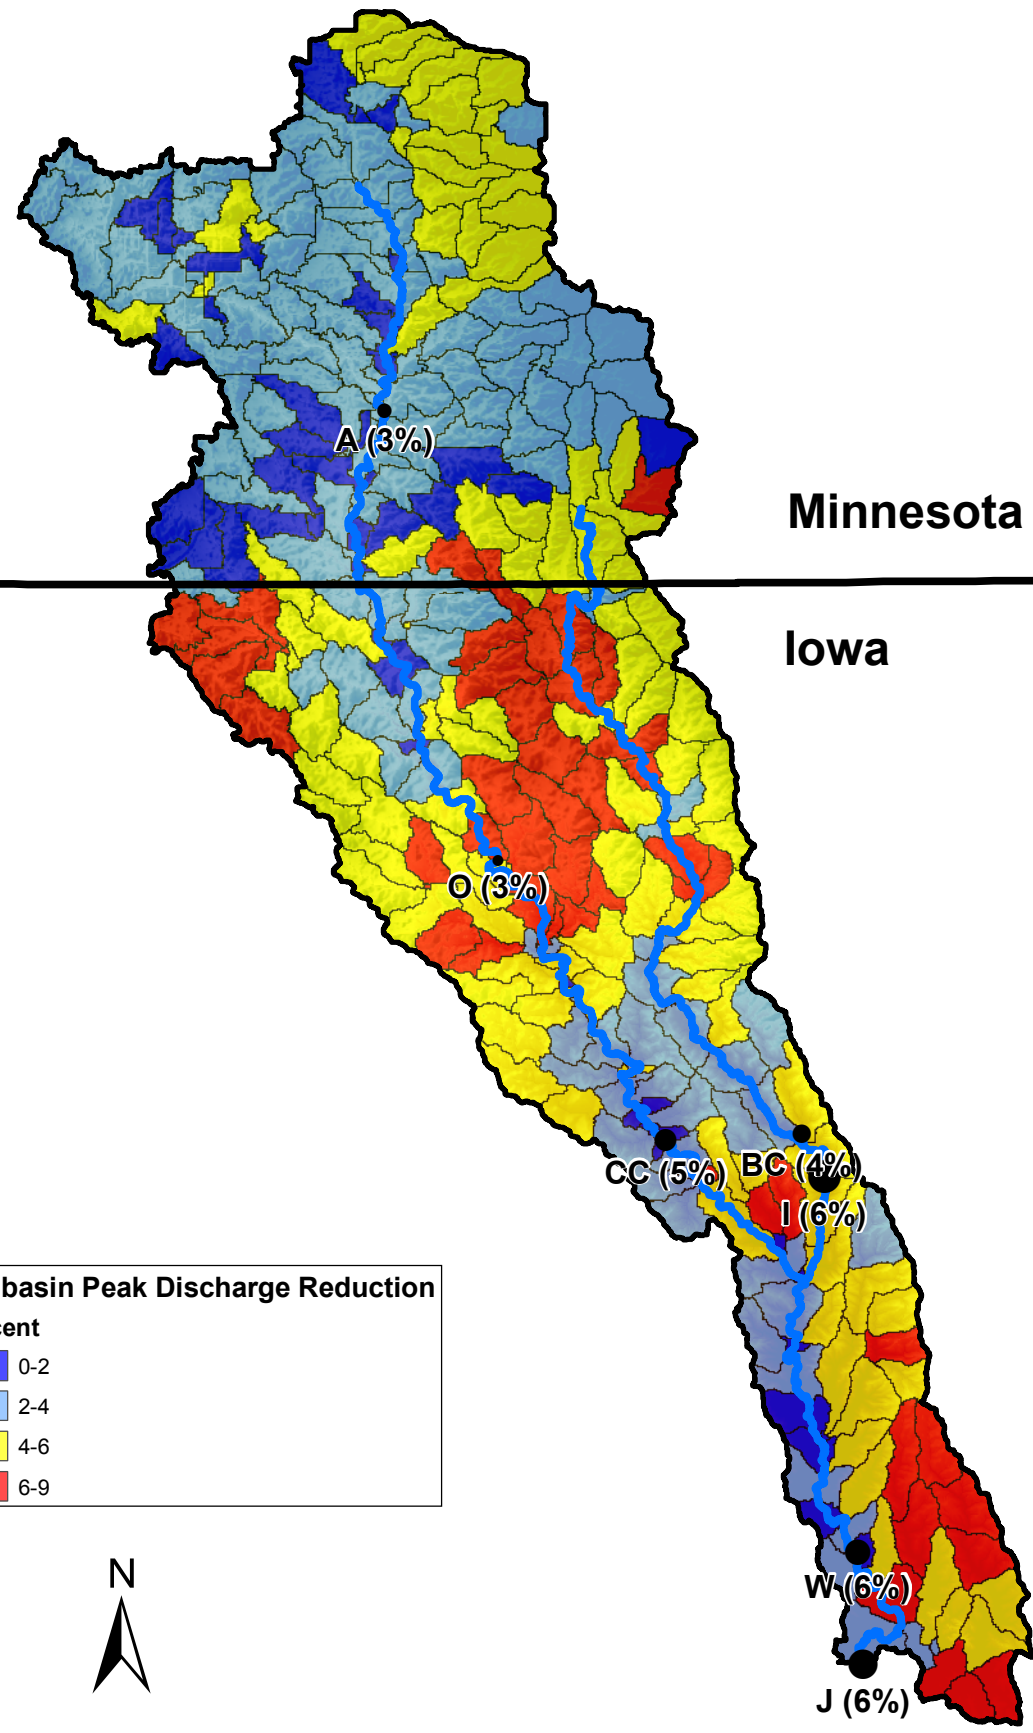 A (3%)
Minnesota
Iowa
O (3%)
CC (5%)
BC (4%)
I (6%)
basin Peak Discharge Reduction
cent
0-2
2-4
4-6
6-9
N
W (6%)
J (6%)